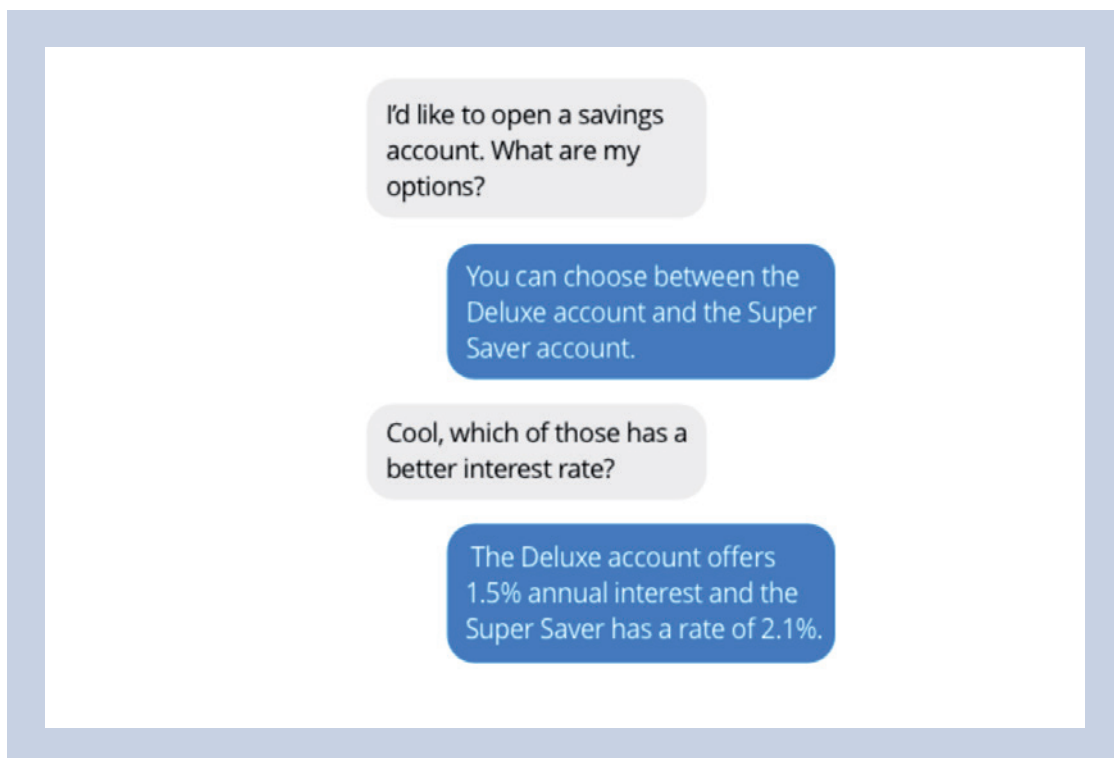 I'd like to open a savings
account. What are my
options?
You can choose between the
Deluxe account and the Super
Saver account.
Cool, which of those has a
better interest rate?
The Deluxe account offers
1.5% annual interest and the
Super Saver has a rate of 2.1%.